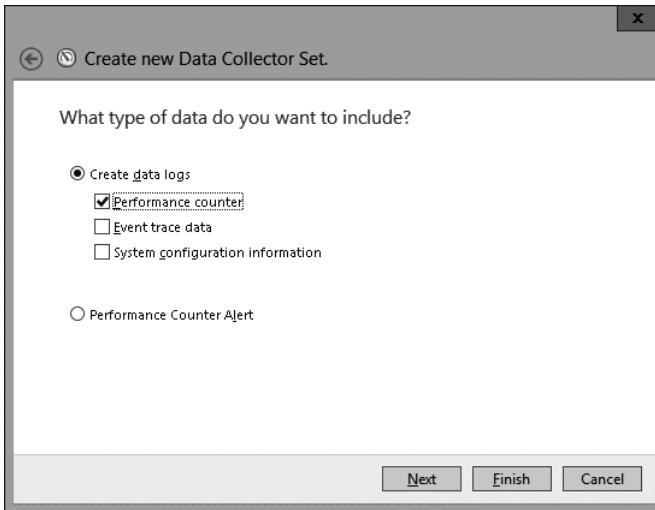 x
Create new Data Collector Set.
What type of data do you want to include?
Create data logs
Performance counter
Event trace data
System configuration information
Performance Counter Alert
Next Finish Cancel